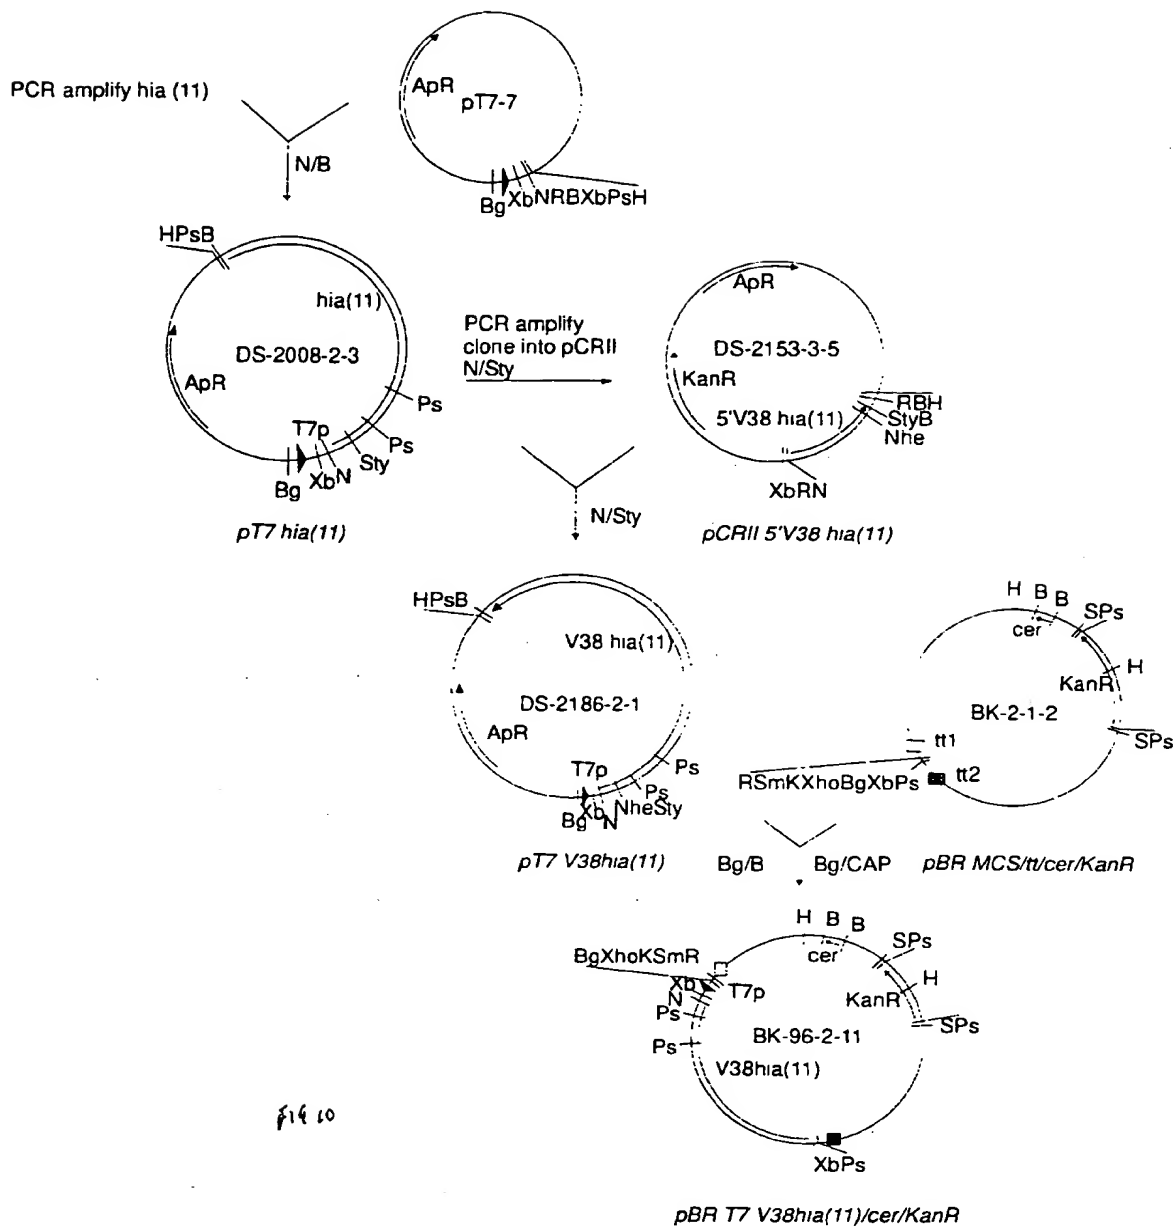 PCR amplify hia (11)
ApR
pT7-7
N/B
Bg
XbNRBXbPsH
HPsB
hia(11)
DS-2008-2-3
ApR
T7p
Ps
Ps
Sty
N
Xb
Bg
pT7 hia(11)
PCR amplify
clone into pCRII
N/Sty
ApR
DS-2153-3-5
KanR
5'V38 hia(11)
RBH
StyB
Nhe
XbRN
pCRII 5'V38 hia(11)
N/Sty
HPsB
V38 hia(11)
DS-2186-2-1
ApR
T7p
Ps
Ps
NheSty
N
Xb
Bg
pT7 V38hia(11)
H
B
B
SPs
cer
H
KanR
BK-2-1-2
SPs
tt1
RSmKXhoBgXbPs
tt2
Bg/B
Bg/CAP
pBR MCS/tt/cer/KanR
H
B
B
SPs
cer
BgXhoKSmR
Xb
N
T7p
H
KanR
Ps
SPs
Ps
BK-96-2-11
V38hia(11)
XbPs
FIG 10
pBR T7 V38hia(11)/cer/KanR